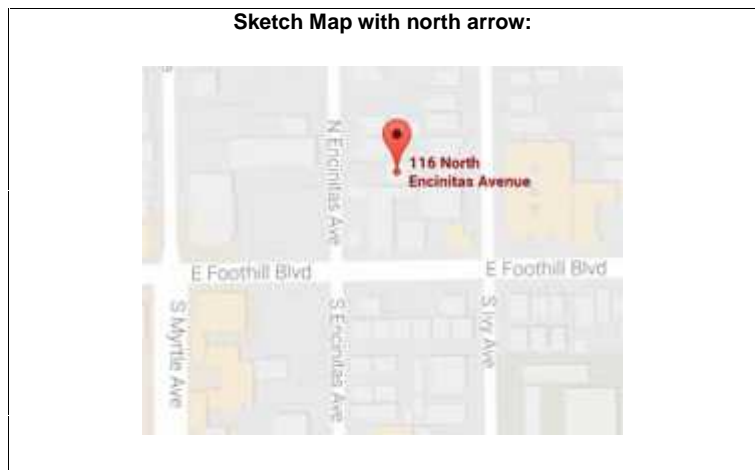 Sketch Map with north arrow:
N Encinitas Ave
116 North
Encinitas Avenue
E Foothill Blvd
E Foothill Blvd
S Myrtle Ave
S Encinitas Ave
S Ivy Ave